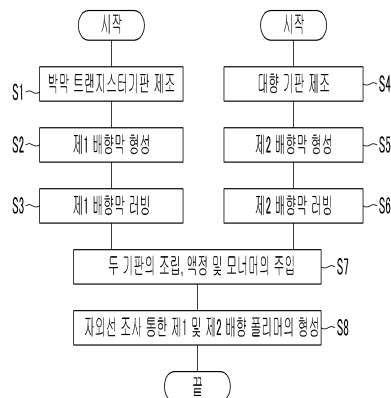 시작
시작
S1
박막 트랜지스터기판 제조
대향 기판 제조
S4
S2
제1 배향막 형성
제2 배향막 형성
S5
S3
제1 배향막 러빙
제2 배향막 러빙
S6
두 기판의 조립, 액정 및 모너머의 주입
S7
자외선 조사 통한 제1 및 제2 배향 폴리머의 형성
S8
끝